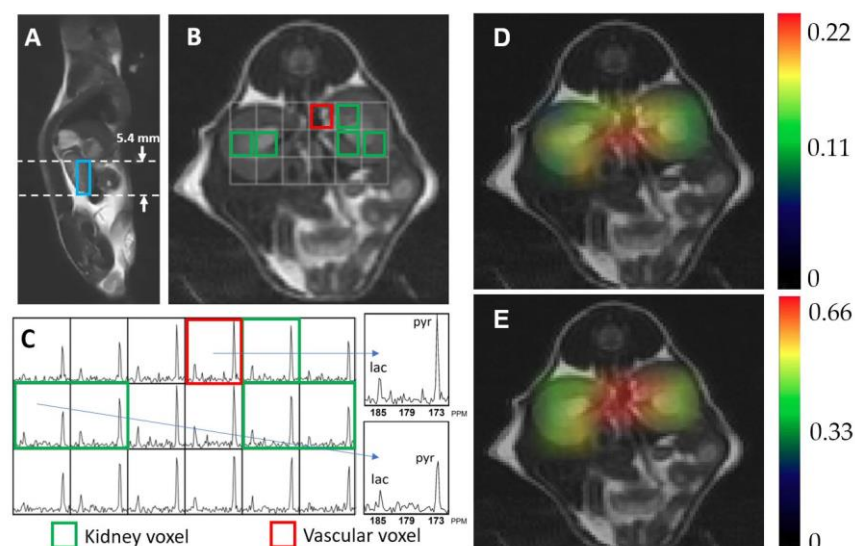 A
5.4 mm
B
C
pyr
lac
185 179 173 PPM
pyr
lac
185 179 173 PPM
Kidney voxel
Vascular voxel
D
0.22
0.11
0
E
0.66
0.33
0